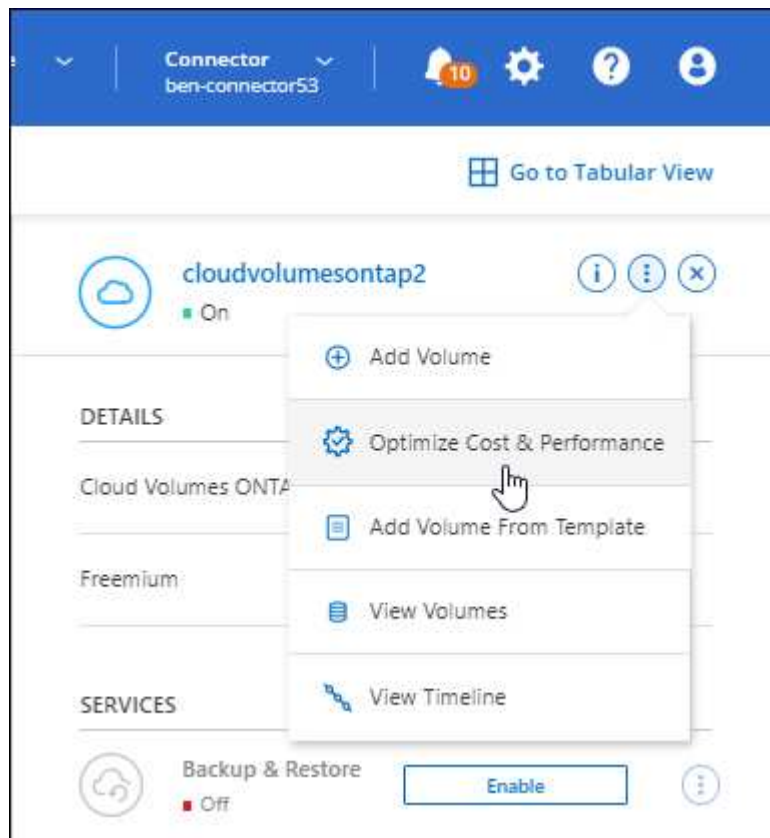 Connector
ben-connector53
10
Go to Tabular View
cloudvolumesontap2
On
Add Volume
DETAILS
Optimize Cost & Performance
Cloud Volumes ONTA
Add Volume From Template
Freemium
View Volumes
View Timeline
SERVICES
Backup & Restore
Enable
Off